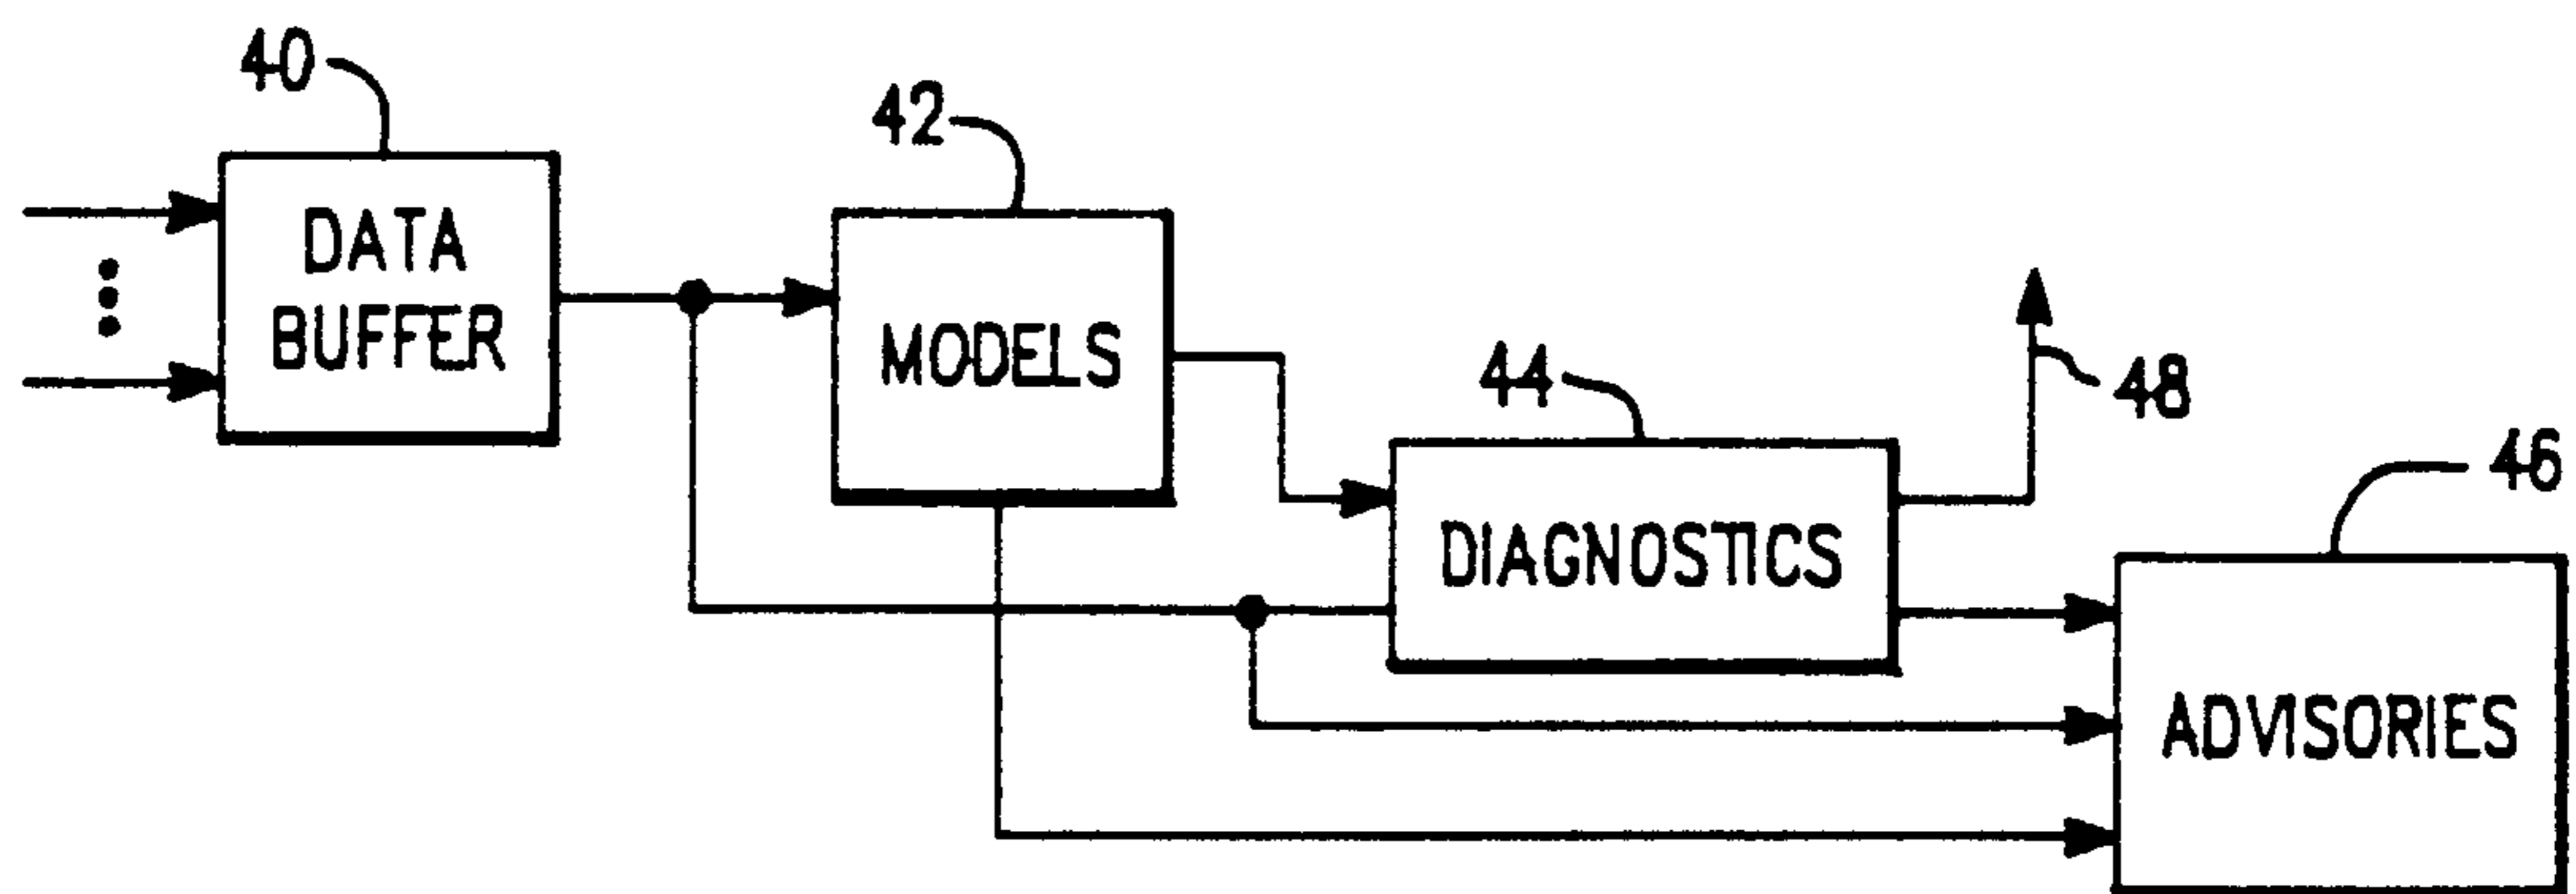 40
42
DATA
BUFFER
MODELS
44
48
46
DIAGNOSTICS
ADVISORIES